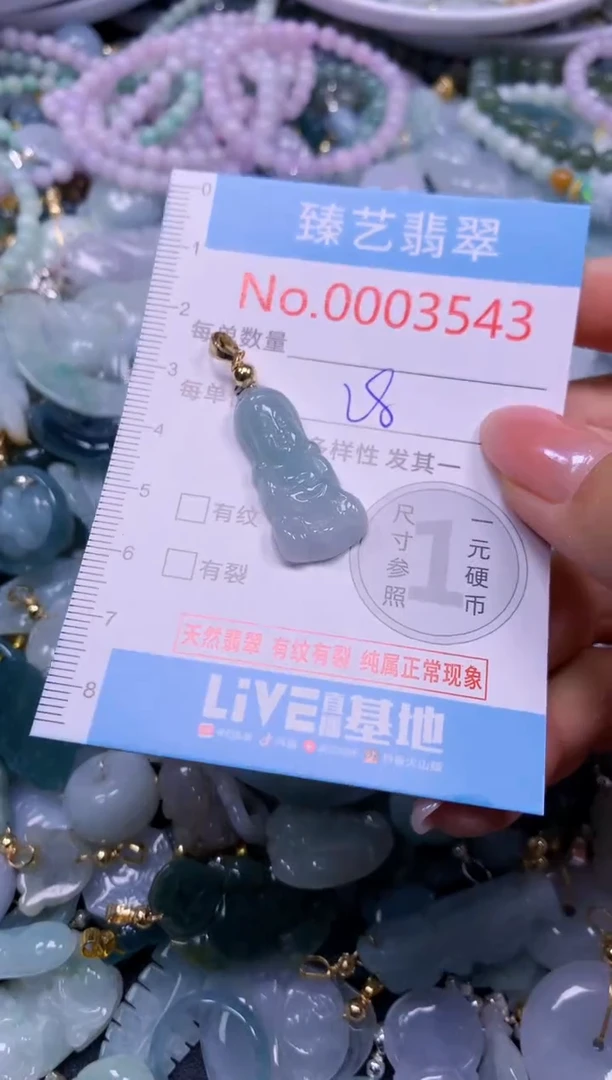 臻艺翡翠
No.0003543
每单数量
每单
28
多样性 发其一
有纹
有裂
尺寸参照
1
一元硬币
天然翡翠 有纹有裂 纯属正常现象
LiVE直播基地
0
1
2
3
4
5
6
7
8